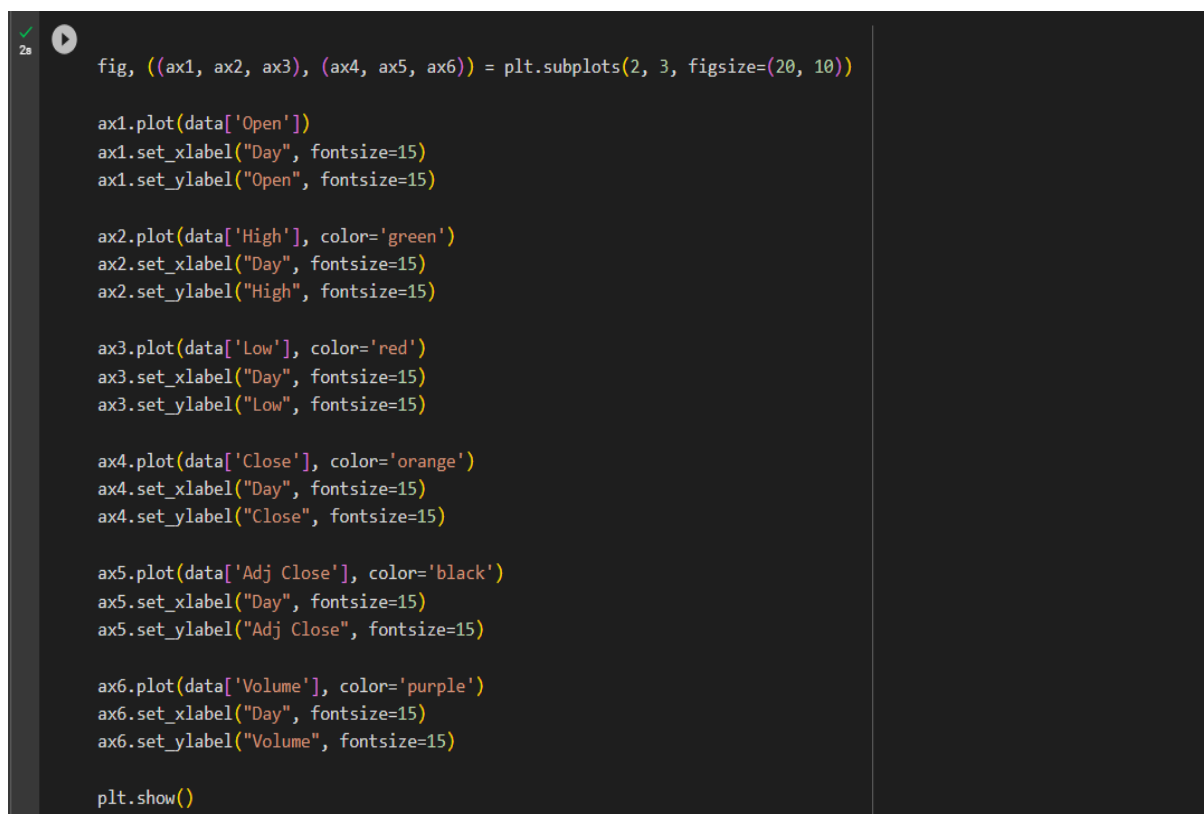 2s
fig, ((ax1, ax2, ax3), (ax4, ax5, ax6)) = plt.subplots(2, 3, figsize=(20, 10))
ax1.plot(data['Open'])
ax1.set_xlabel("Day", fontsize=15)
ax1.set_ylabel("Open", fontsize=15)
ax2.plot(data['High'], color='green')
ax2.set_xlabel("Day", fontsize=15)
ax2.set_ylabel("High", fontsize=15)
ax3.plot(data['Low'], color='red')
ax3.set_xlabel("Day", fontsize=15)
ax3.set_ylabel("Low", fontsize=15)
ax4.plot(data['Close'], color='orange')
ax4.set_xlabel("Day", fontsize=15)
ax4.set_ylabel("Close", fontsize=15)
ax5.plot(data['Adj Close'], color='black')
ax5.set_xlabel("Day", fontsize=15)
ax5.set_ylabel("Adj Close", fontsize=15)
ax6.plot(data['Volume'], color='purple')
ax6.set_xlabel("Day", fontsize=15)
ax6.set_ylabel("Volume", fontsize=15)
plt.show()